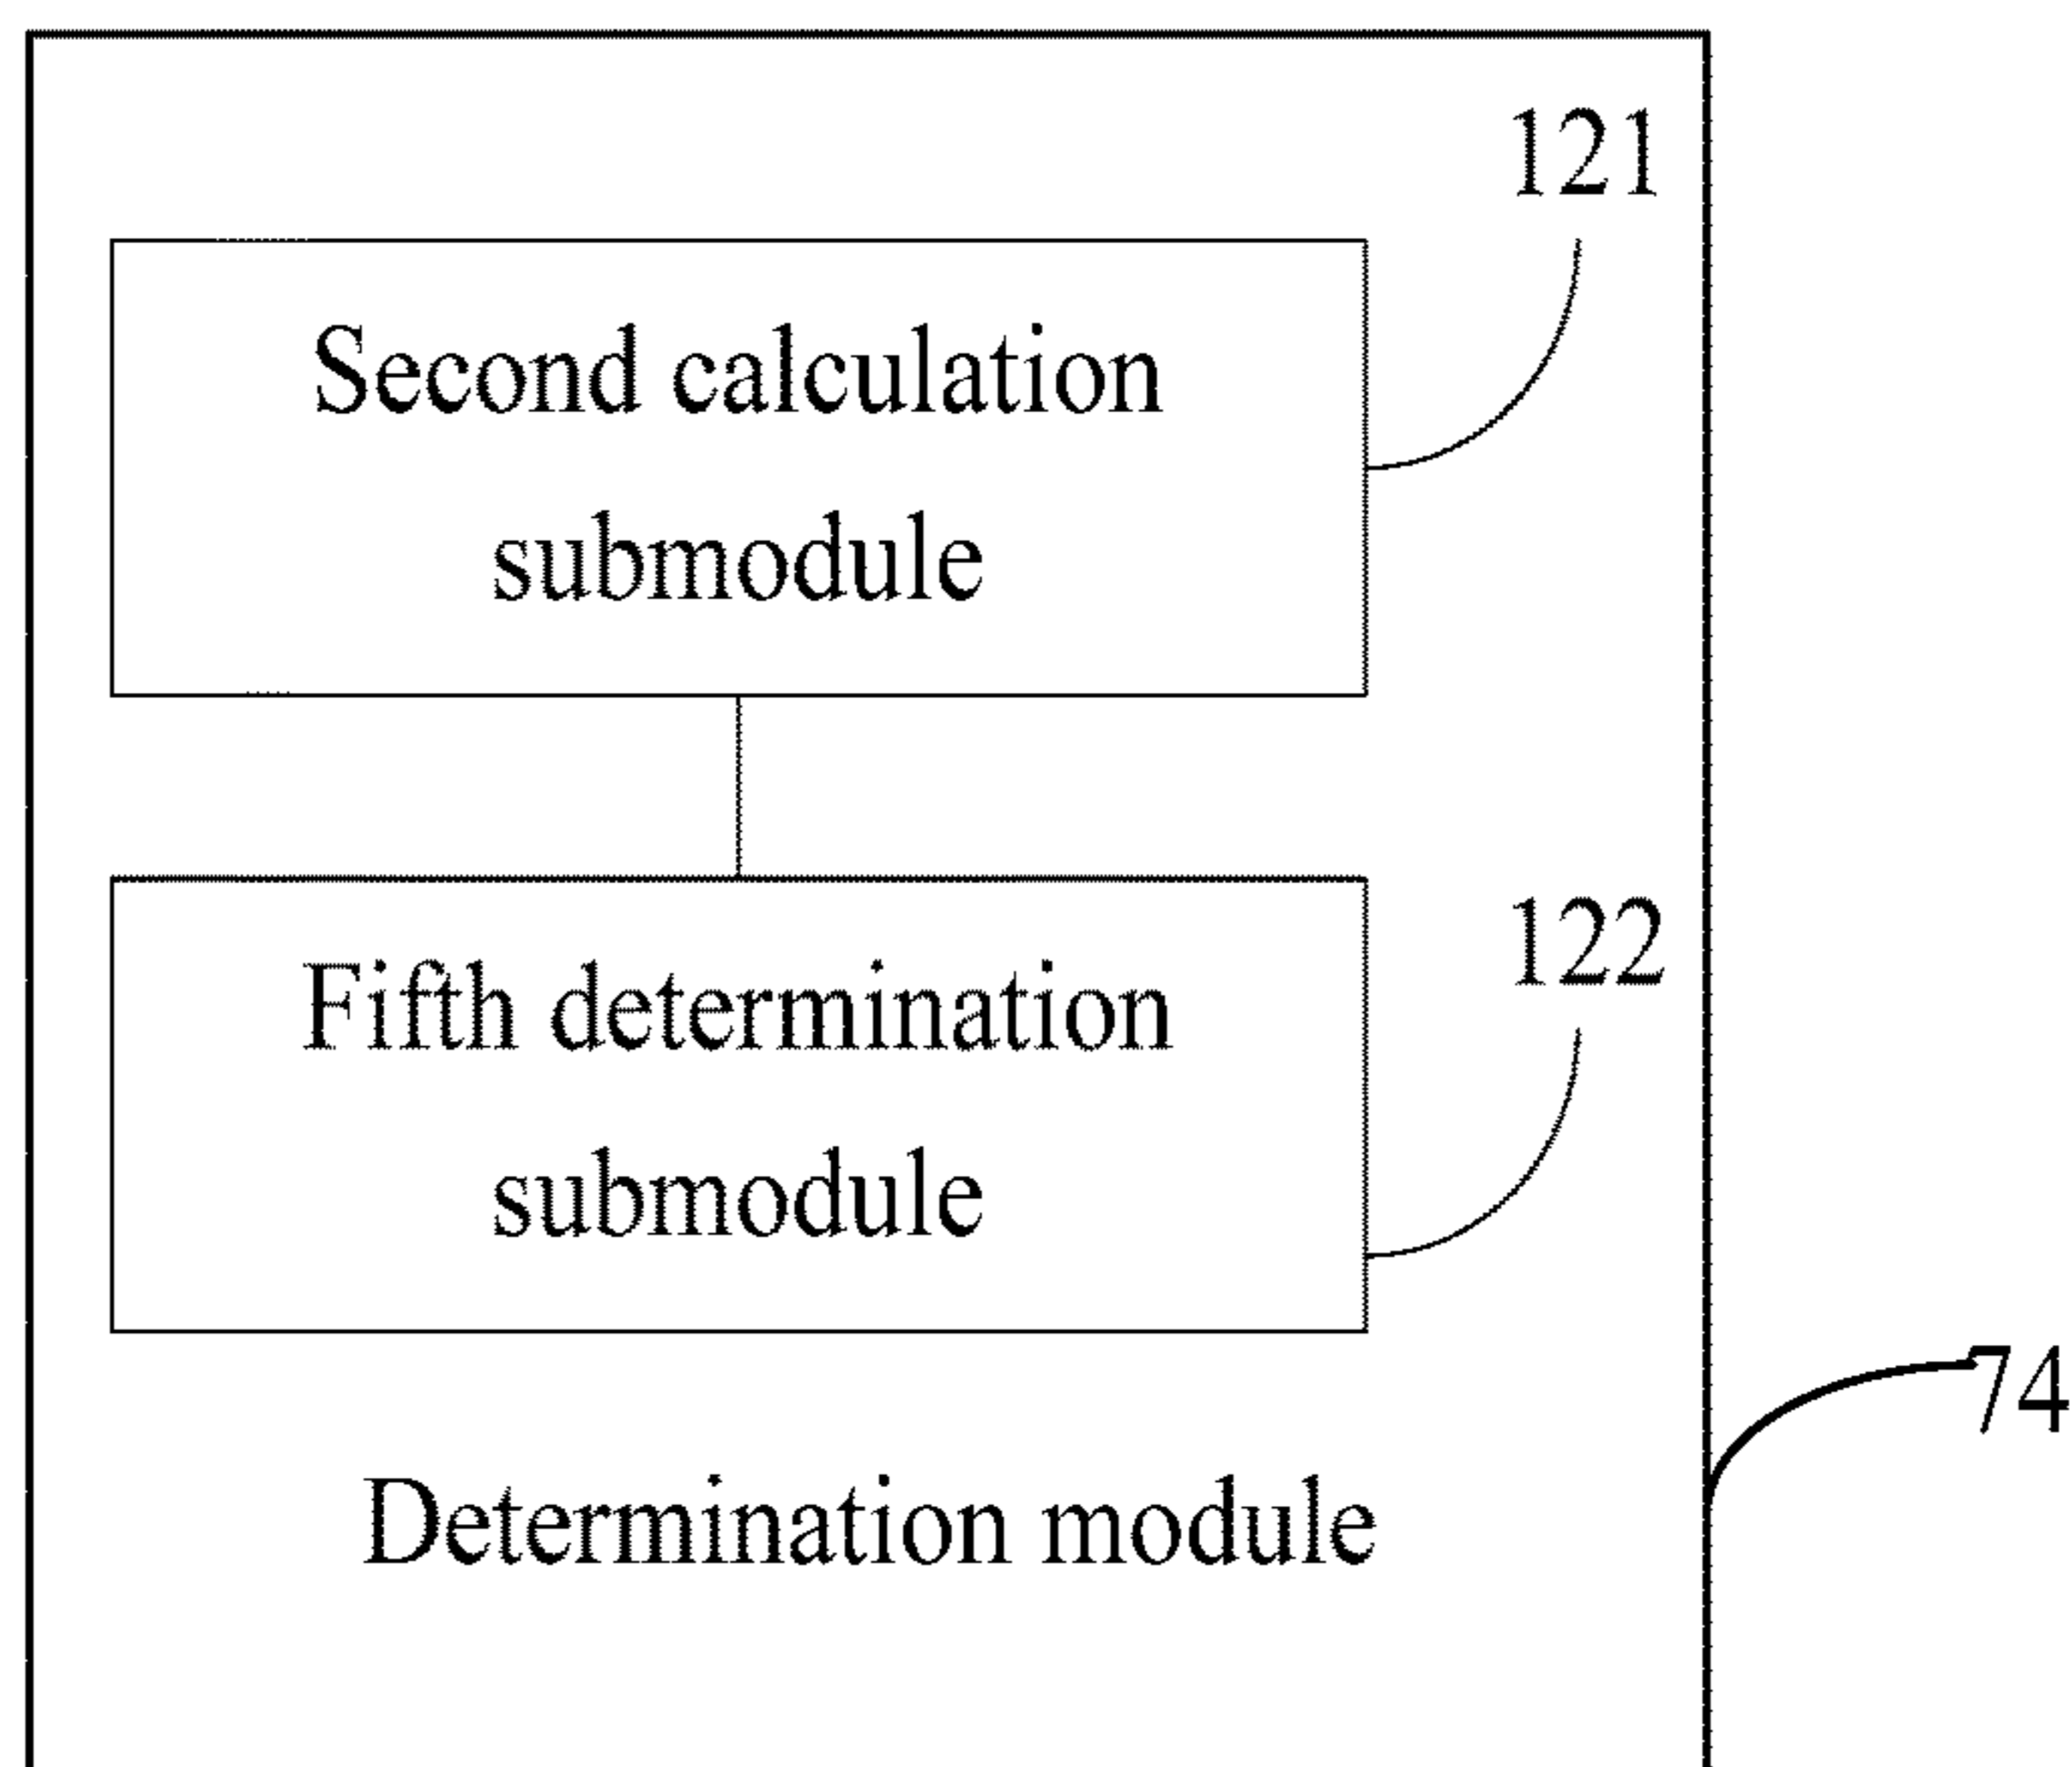 121
Second calculation
submodule
122
Fifth determination
submodule
74
Determination module